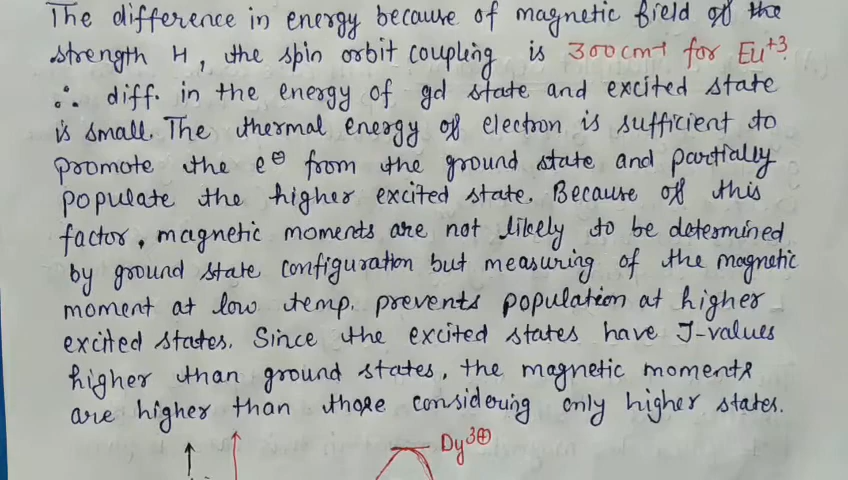 The difference in energy because of magnetic field of the
strength H, the spin orbit coupling is 300cm-1 for Eu+3.
∴ diff. in the energy of gd state and excited state
is small. The thermal energy of electron is sufficient to
promote the e⊖ from the ground state and partially
populate the higher excited state. Because of this
factor, magnetic moments are not likely to be determined
by ground state configuration but measuring of the magnetic
moment at low temp. prevents population at higher
excited states. Since the excited states have J-values
higher than ground states, the magnetic moments
are higher than those considering only higher states.
Dy3⊕